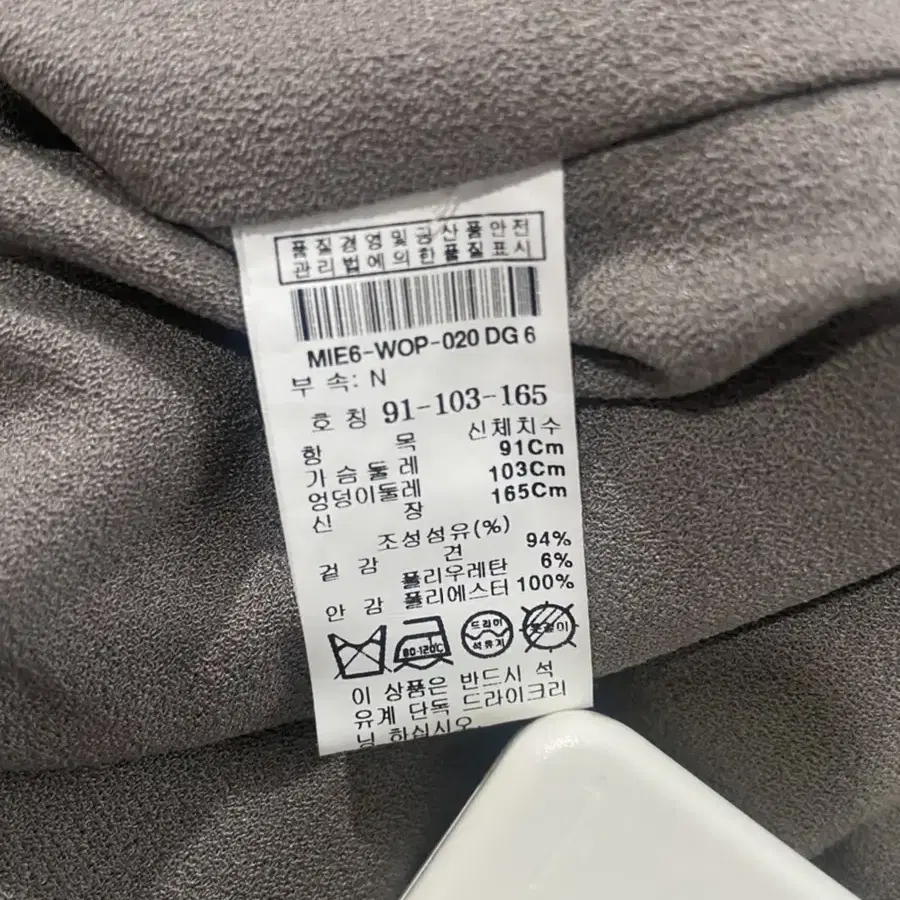 품질경영및공산품안전
관리법에의한품질표시
MIE6-WOP-020 DG 6
부 속: N
호 칭 91-103-165
항 목 신체치수
가슴둘레 91Cm
엉덩이둘레 103Cm
신 장 165Cm
조성섬유(%)
겉 감 견 94%
폴리우레탄 6%
안 감 폴리에스터 100%
80-120℃ 드라이
석유계
이 상품은 반드시 석
유계 단독 드라이크리
닝 하십시오.